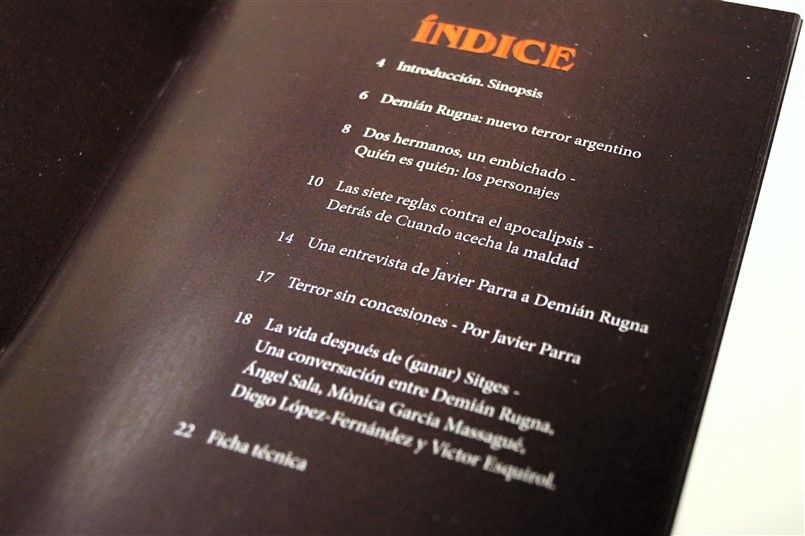 ÍNDICE
4 Introducción. Sinopsis
6 Demián Rugna: nuevo terror argentino
8 Dos hermanos, un embichado -
Quién es quién: los personajes
10 Las siete reglas contra el apocalipsis -
Detrás de Cuando acecha la maldad
14 Una entrevista de Javier Parra a Demián Rugna
17 Terror sin concesiones - Por Javier Parra
18 La vida después de (ganar) Sitges -
Una conversación entre Demián Rugna,
Ángel Sala, Mònica Garcia Massagué,
Diego López-Fernández y Víctor Esquirol.
22 Ficha técnica